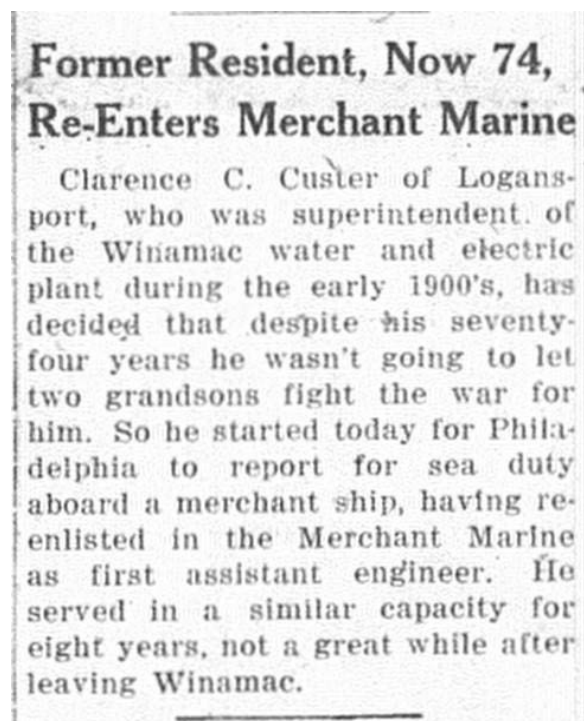 Former Resident, Now 74,
Re-Enters Merchant Marine
Clarence C. Custer of Logans-
port, who was superintendent of
the Winamac water and electric
plant during the early 1900's, has
decided that despite his seventy-
four years he wasn't going to let
two grandsons fight the war for
him. So he started today for Phila-
delphia to report for sea duty
aboard a merchant ship, having re-
enlisted in the Merchant Marine
as first assistant engineer. He
served in a similar capacity for
eight years, not a great while after
leaving Winamac.